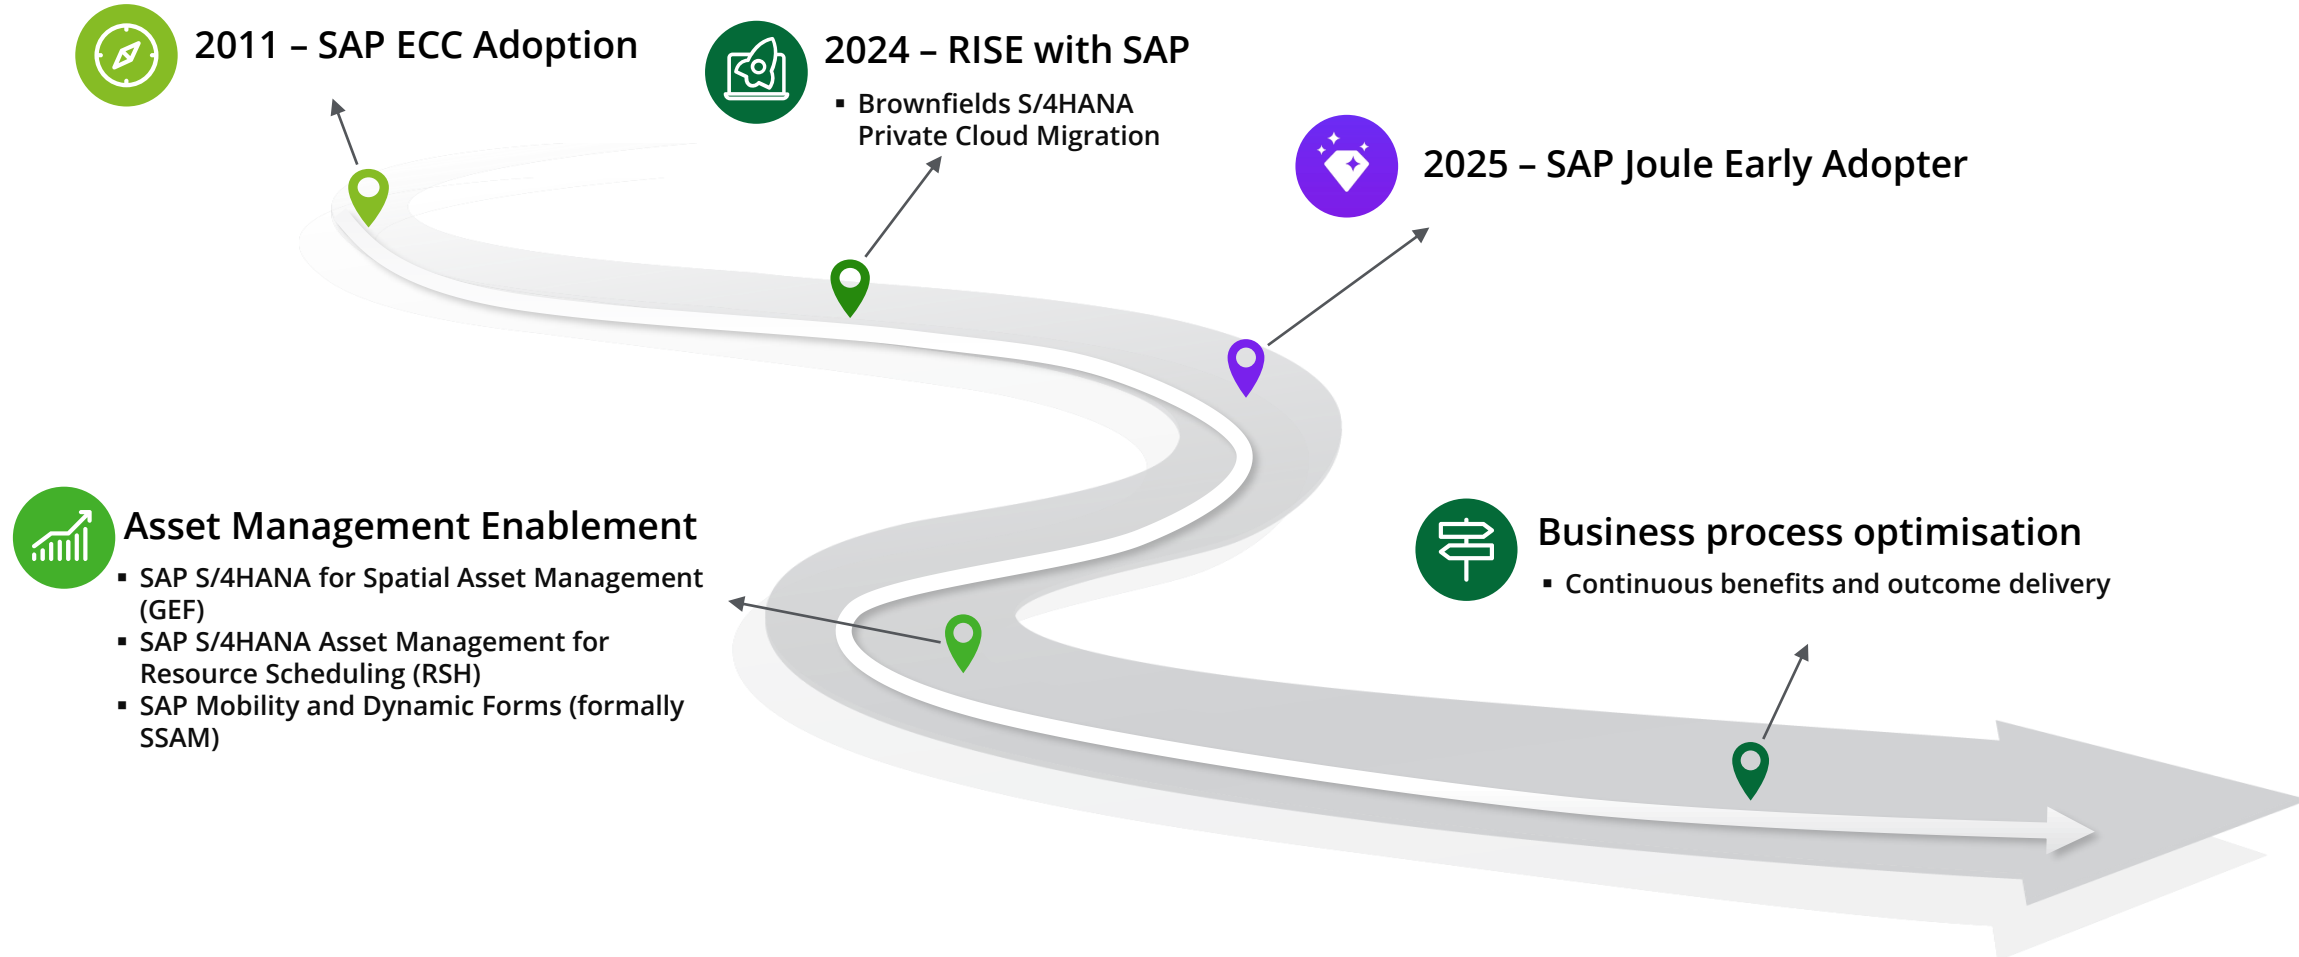 2011 – SAP ECC Adoption
2024 – RISE with SAP
▪ Brownfields S/4HANA
Private Cloud Migration
2025 – SAP Joule Early Adopter
Asset Management Enablement
▪ SAP S/4HANA for Spatial Asset Management
(GEF)
▪ SAP S/4HANA Asset Management for
Resource Scheduling (RSH)
▪ SAP Mobility and Dynamic Forms (formally
SSAM)
Business process optimisation
▪ Continuous benefits and outcome delivery